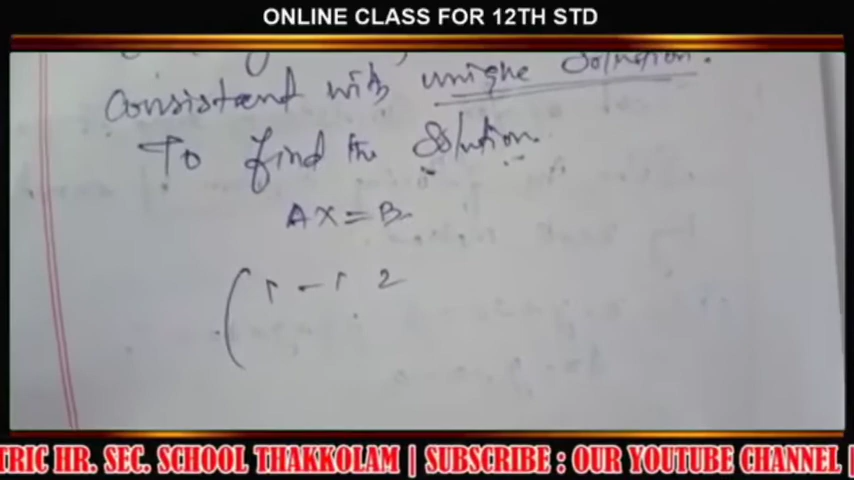 ONLINE CLASS FOR 12TH STD
Consistent with unique Solution.
To find the Solution
AX = B
( 1 -1 2
TRIC HR. SEC. SCHOOL THAKKOLAM | SUBSCRIBE : OUR YOUTUBE CHANNEL |